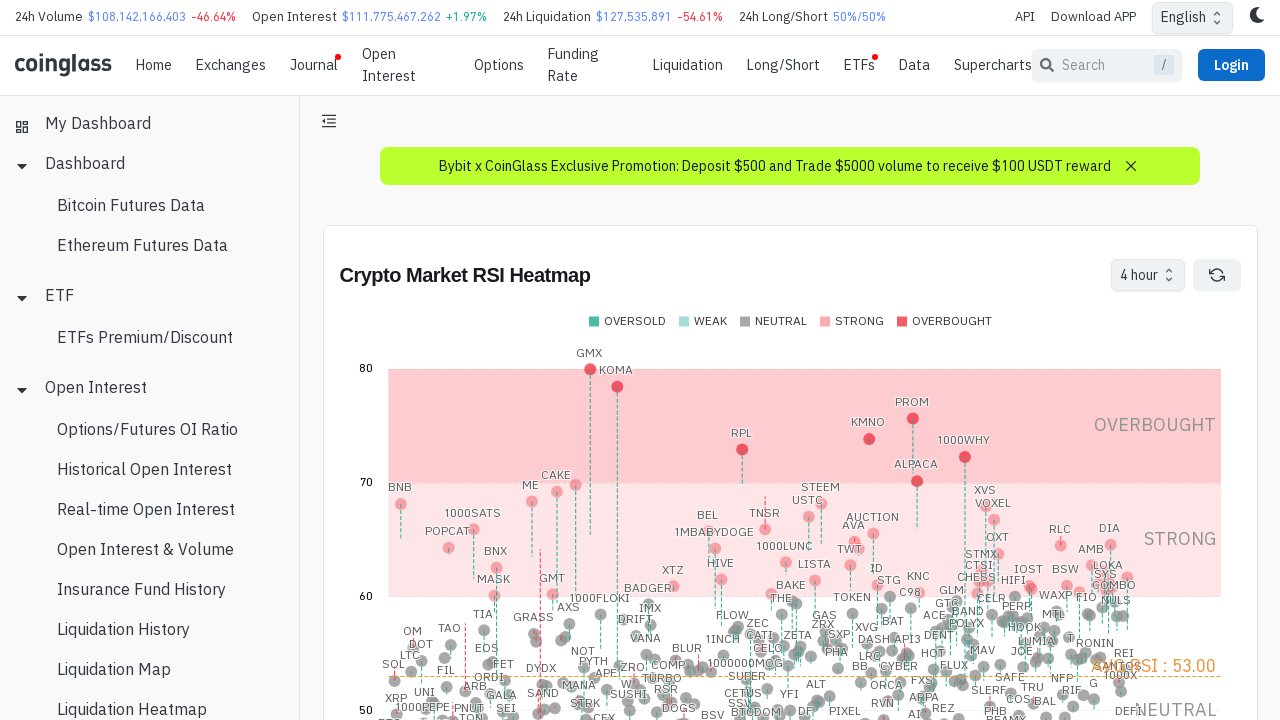 24h Volume $108,142,166,403 -46.64% Open Interest $111,775,467,262 +1.97% 24h Liquidation $127,535,891 -54.61% 24h Long/Short 50%/50% API Download APP English
coinglass Home Exchanges Journal Open Interest Options Funding Rate Liquidation Long/Short ETFs Data Supercharts Search / Login
My Dashboard
Dashboard
Bitcoin Futures Data
Ethereum Futures Data
ETF
ETFs Premium/Discount
Open Interest
Options/Futures OI Ratio
Historical Open Interest
Real-time Open Interest
Open Interest & Volume
Insurance Fund History
Liquidation History
Liquidation Map
Liquidation Heatmap
Bybit x CoinGlass Exclusive Promotion: Deposit $500 and Trade $5000 volume to receive $100 USDT reward
Crypto Market RSI Heatmap
4 hour
OVERSOLD WEAK NEUTRAL STRONG OVERBOUGHT
GMX
80
KOMA
PROM
KMNO
OVERBOUGHT
RPL
1000WHY
ALPACA
CAKE
70
BNB ME STEEM XVS
USTC VOXEL
1000SATS BEL TNSR AUCTION
POPCAT 1MBABYDOGE AVA RLC DIA
OXT
STRONG
BNX 1000LUNC TWT STMX AMB
HIVE LISTA CTSI LOKA
XTZ ID IOST BSW SYS
MASK GMT STG KNC CHESS HIFI COMBO
BADGER BAKE C98 GLM
60
1000FLOKI THE TOKEN CELR WAXP FIO NULS
AXS IMX GTC PERP
TIA GRASS DRIFT FLOW GAS ACE BAND MTL
TAO ZEC ZRX XVG BAT POLYX HOOK
OM VANA 1INCH CATI ZETA SXP DASH API3 DENT LUMIA T
DOT EOS NOT BLUR CELO PHA JOE RONIN
LTC FET PYTH LRC HOT MAV REI
SQL FIL DYDX ZRO COMP 1000000MOG BB CYBER FLUX SANTOS
AVG RSI : 53.00
ORDI APE TURBO SUPER FXS SAFE NFP 1000X
XRP UNI ARB GALA SAND MANA W SUSHI RSR CETUS YFI ALT ORCA ARPA SLERF TRU RIF G
1000PEPE PNUT SEI STRK DOGS SSV RVN REZ COS BAL
50
TON CFX BSV BTCDOM DF PIXEL AI PHB NEUTRAL